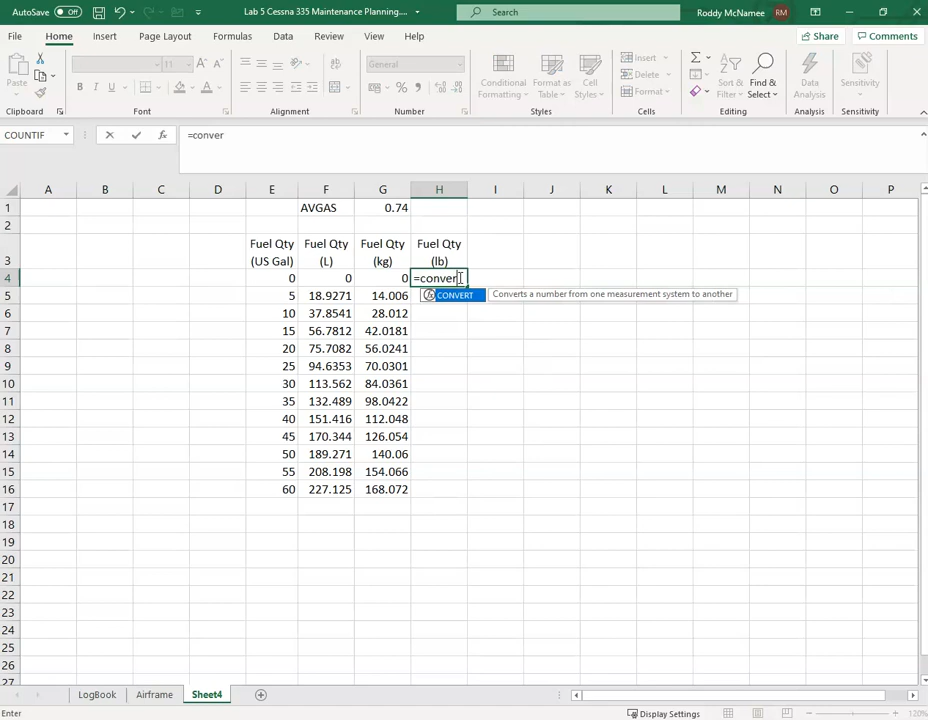 AutoSave Off Lab 5 Cessna 335 Maintenance Planning.... Search Roddy McNamee RM
File Home Insert Page Layout Formulas Data Review View Help Share Comments
Paste 11 General Conditional Formatting Format as Table Cell Styles Insert Delete Format Sort & Filter Find & Select Analyze Data Sensitivity
Clipboard Font Alignment Number Styles Cells Editing Analysis Sensitivity
COUNTIF =conver
A B C D E F G H I J K L M N O P
1 AVGAS 0.74
2
3 Fuel Qty (US Gal) Fuel Qty (L) Fuel Qty (kg) Fuel Qty (lb)
4 0 0 0 =conver
5 5 18.9271 14.006 CONVERT Converts a number from one measurement system to another
6 10 37.8541 28.012
7 15 56.7812 42.0181
8 20 75.7082 56.0241
9 25 94.6353 70.0301
10 30 113.562 84.0361
11 35 132.489 98.0422
12 40 151.416 112.048
13 45 170.344 126.054
14 50 189.271 140.06
15 55 208.198 154.066
16 60 227.125 168.072
17
18
19
20
21
22
23
24
25
26
27
LogBook Airframe Sheet4
Enter Display Settings 120%